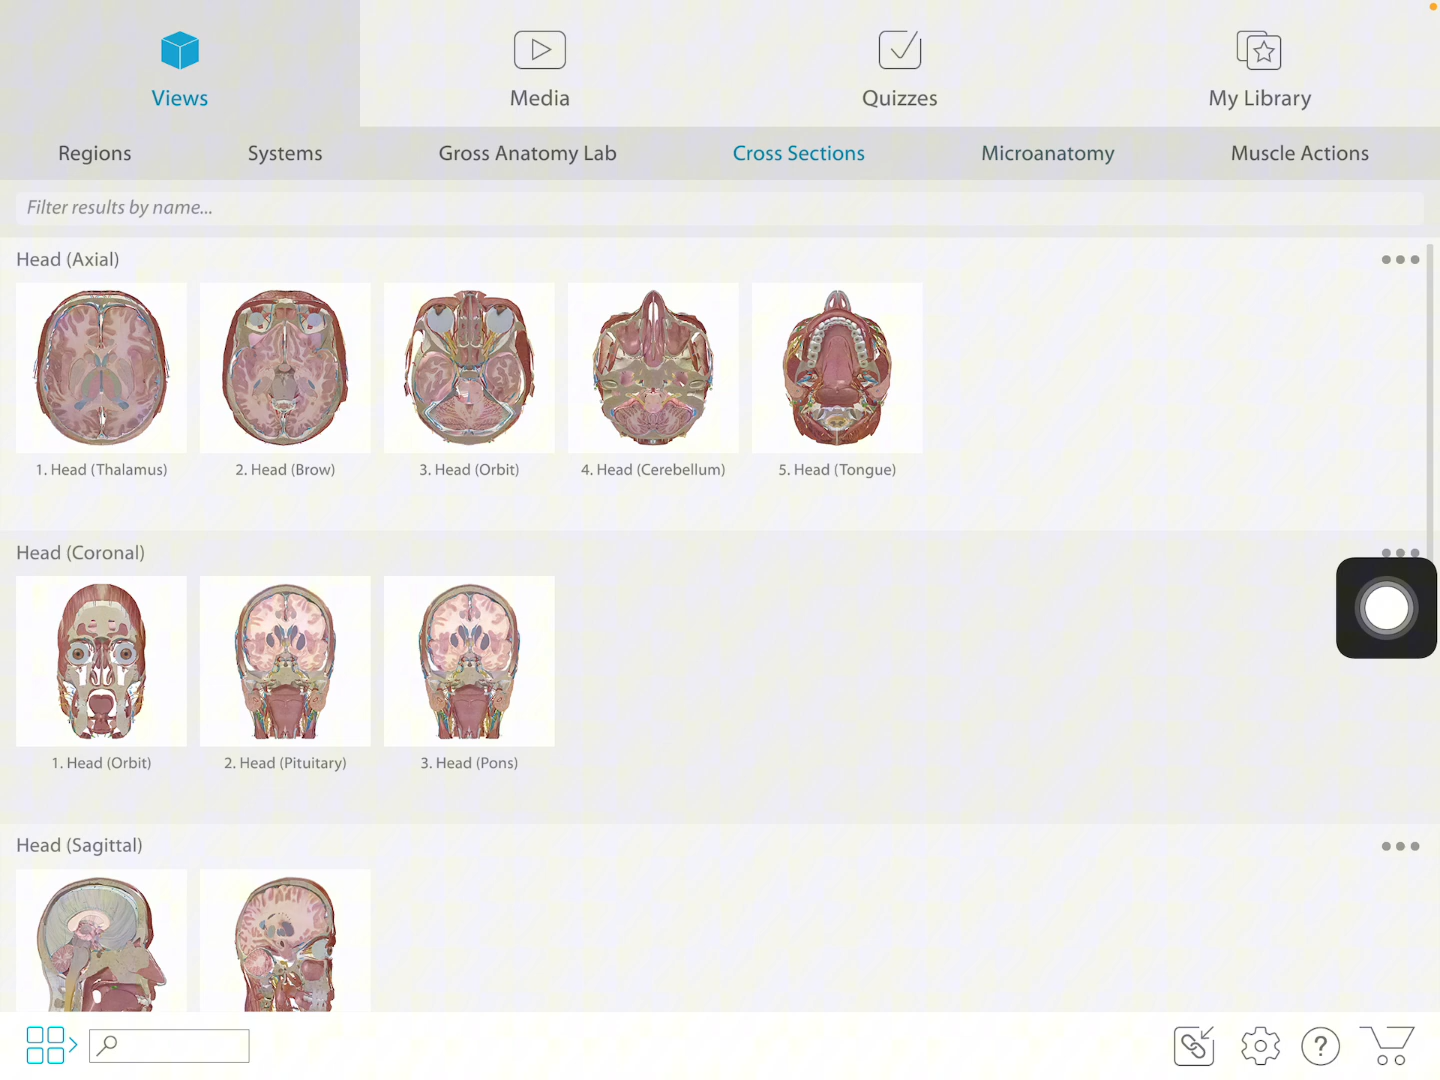 Views
Media
Quizzes
My Library
Regions
Systems
Gross Anatomy Lab
Cross Sections
Microanatomy
Muscle Actions
Filter results by name...
Head (Axial)
1. Head (Thalamus)
2. Head (Brow)
3. Head (Orbit)
4. Head (Cerebellum)
5. Head (Tongue)
Head (Coronal)
1. Head (Orbit)
2. Head (Pituitary)
3. Head (Pons)
Head (Sagittal)
?